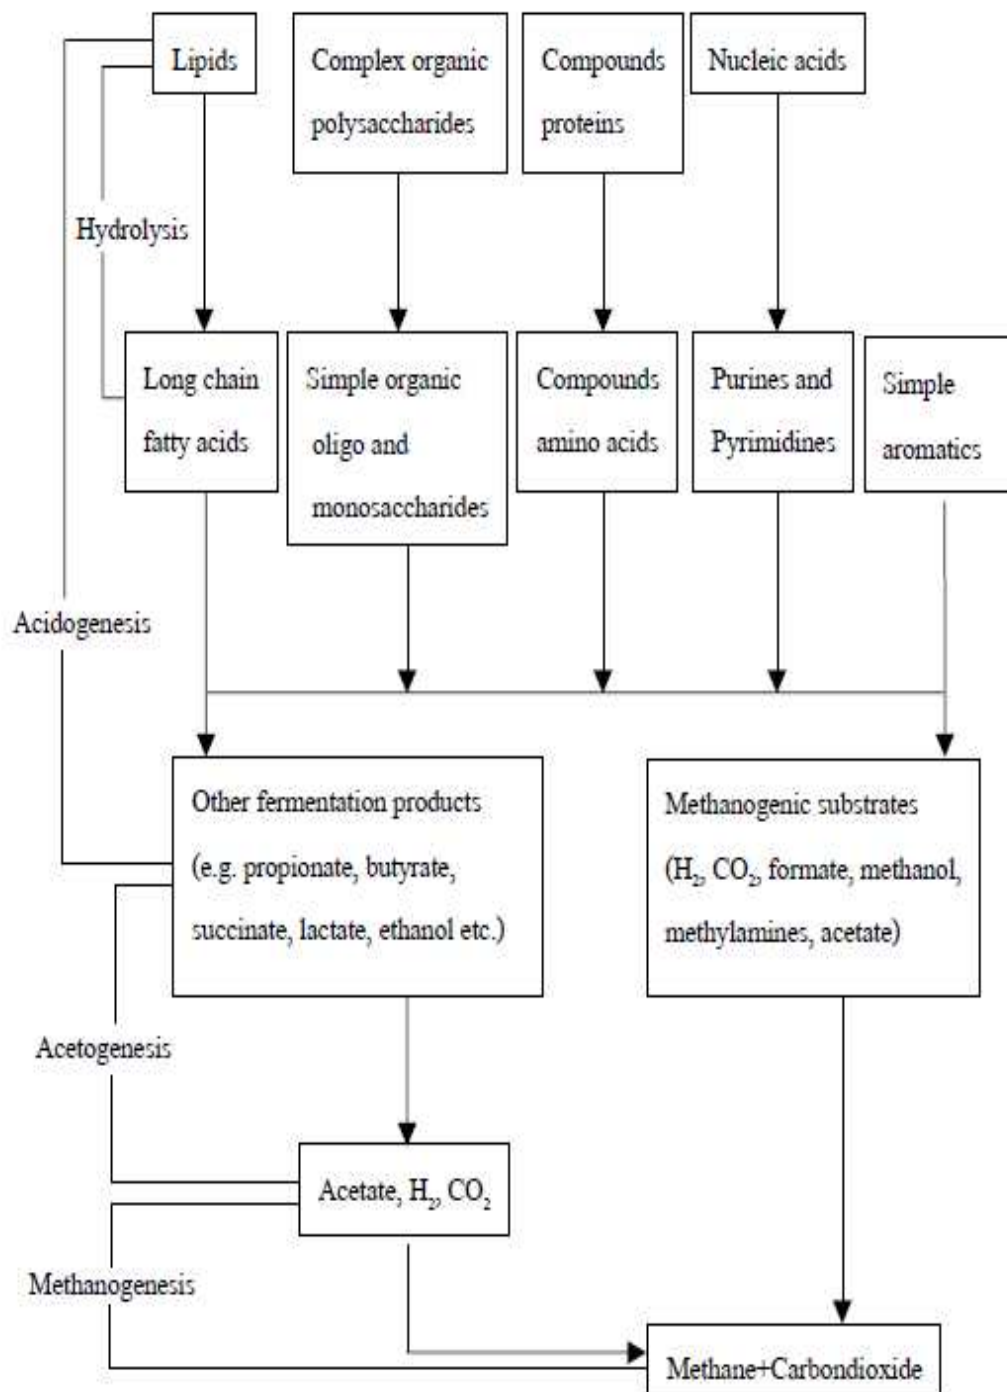 Lipids
Complex organic
polysaccharides
Compounds
proteins
Nucleic acids
Hydrolysis
Long chain
fatty acids
Simple organic
oligo and
monosaccharides
Compounds
amino acids
Purines and
Pyrimidines
Simple
aromatics
Acidogenesis
Other fermentation products
(e.g. propionate, butyrate,
succinate, lactate, ethanol etc.)
Methanogenic substrates
(H₂, CO₂, formate, methanol,
methylamines, acetate)
Acetogenesis
Acetate, H₂, CO₂
Methanogenesis
Methane+Carbondioxide